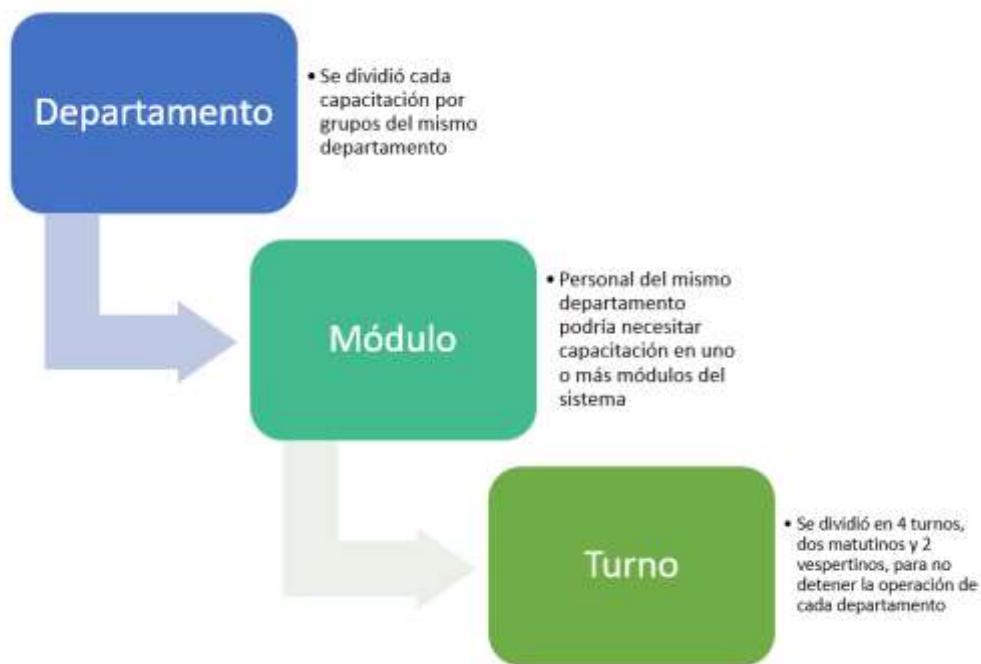 Departamento
• Se dividió cada
capacitación por
grupos del mismo
departamento
Módulo
• Personal del mismo
departamento
podría necesitar
capacitación en uno
o más módulos del
sistema
Turno
• Se dividió en 4 turnos,
dos matutinos y 2
vespertinos, para no
detener la operación de
cada departamento